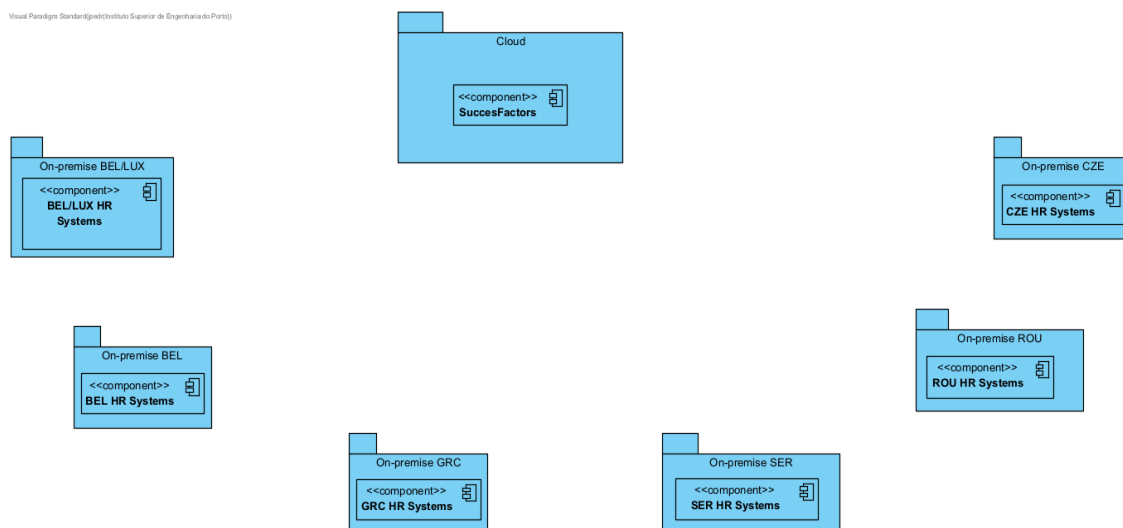 Visual Paradigm Standard(pedr(Instituto Superior de Engenharia do Porto))
Cloud
<<component>>
SuccesFactors
On-premise BEL/LUX
<<component>>
BEL/LUX HR
Systems
On-premise CZE
<<component>>
CZE HR Systems
On-premise BEL
<<component>>
BEL HR Systems
On-premise ROU
<<component>>
ROU HR Systems
On-premise GRC
<<component>>
GRC HR Systems
On-premise SER
<<component>>
SER HR Systems